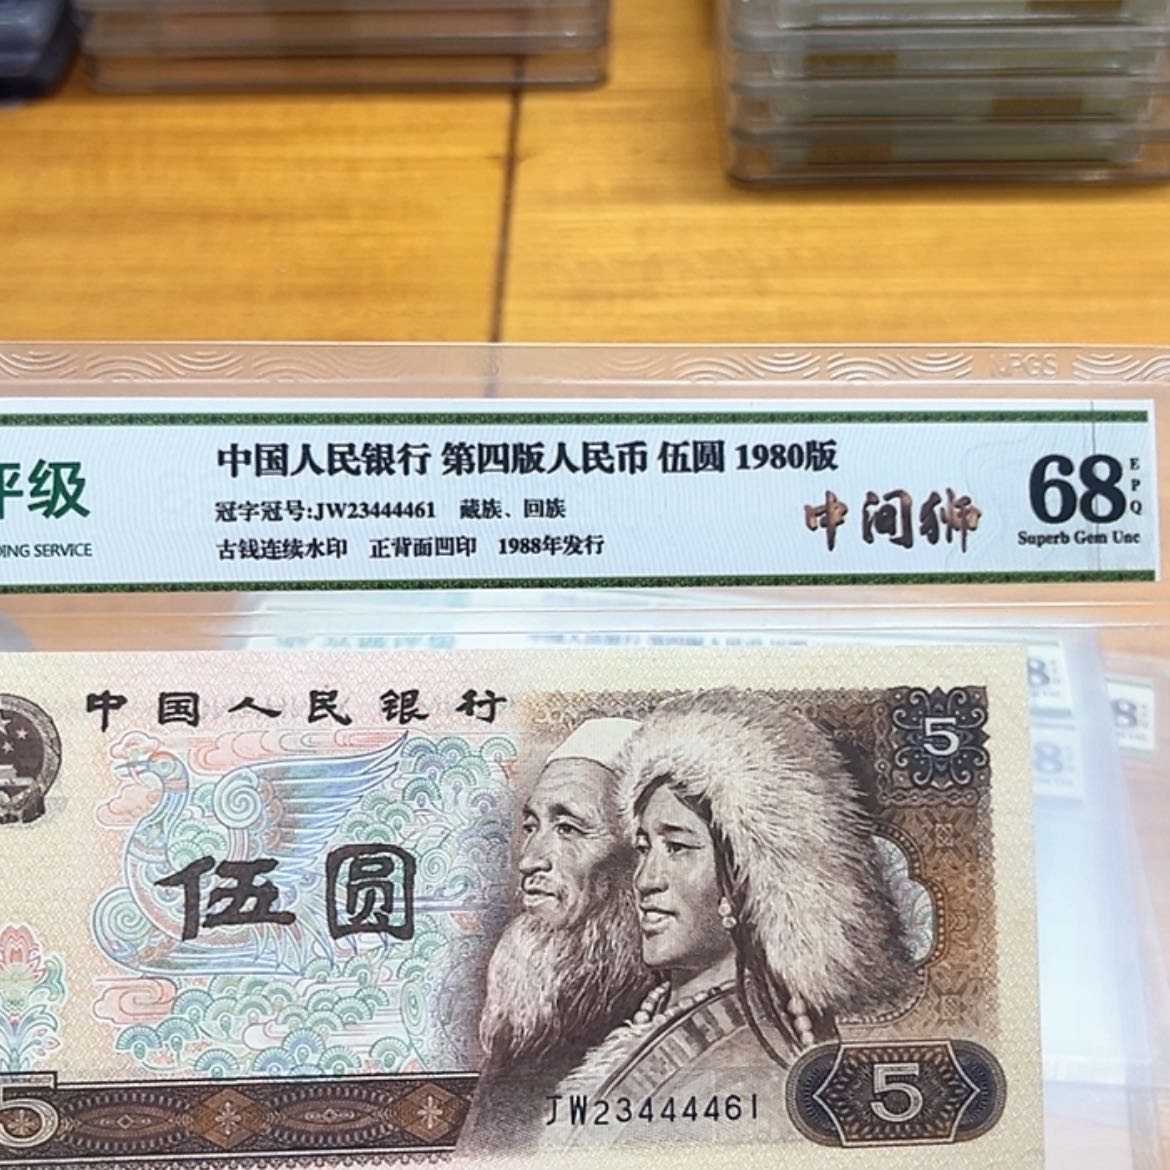 中国人民银行 第四版人民币 伍圆 1980版
评级
冠字冠号:JW23444461 藏族、回族
古钱连续水印 正背面凹印 1988年发行
DING SERVICE
中间狮
68
EPQ
Superb Gem Unc
中国人民银行
5
伍圆
JW23444461
5
5